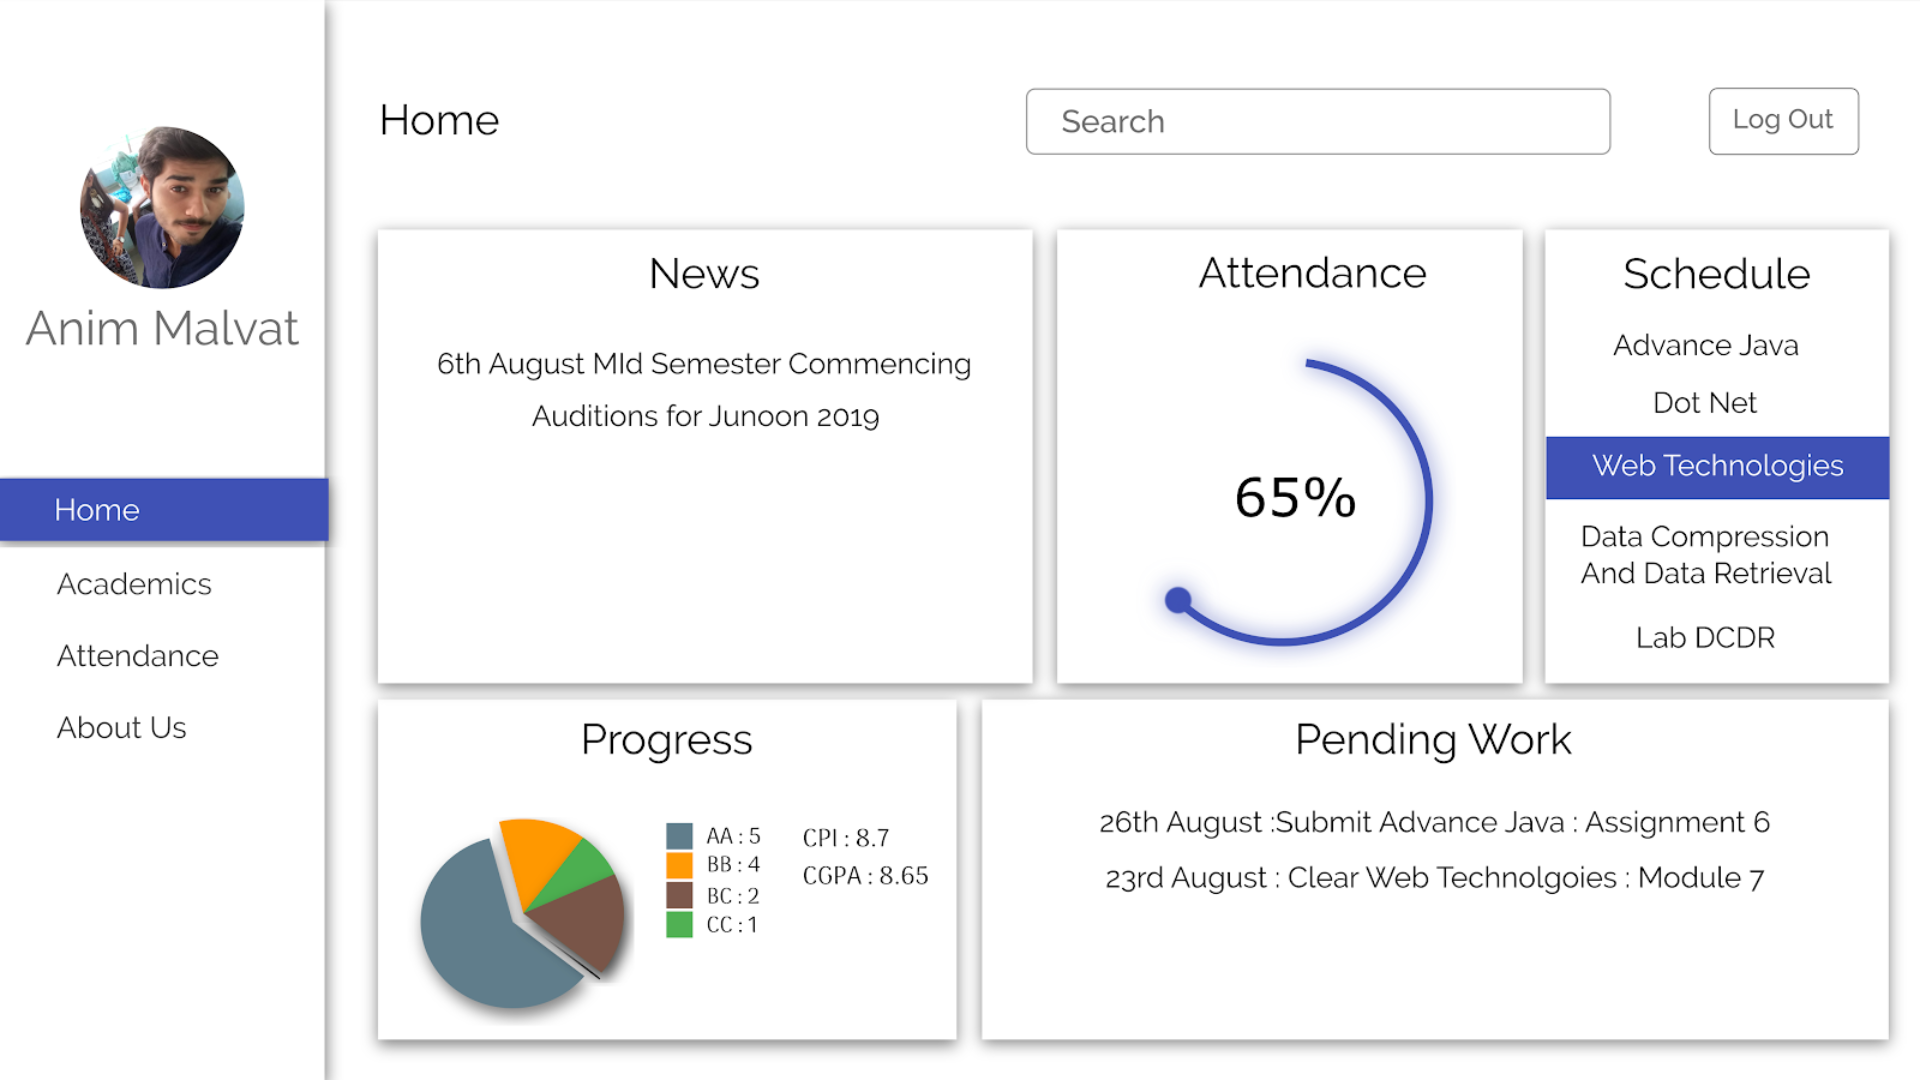 Anim Malvat
Home
Academics
Attendance
About Us
Home
Search
Log Out
News
6th August MId Semester Commencing
Auditions for Junoon 2019
Attendance
65%
Schedule
Advance Java
Dot Net
Web Technologies
Data Compression
And Data Retrieval
Lab DCDR
Progress
AA : 5
BB : 4
BC : 2
CC : 1
CPI : 8.7
CGPA : 8.65
Pending Work
26th August :Submit Advance Java : Assignment 6
23rd August : Clear Web Technolgoies : Module 7